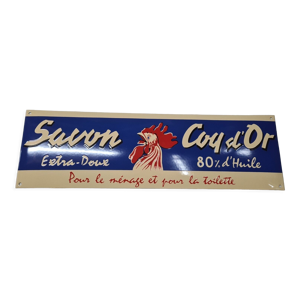 Savon Coq d'Or
Extra-Doux 80% d'Huile
Pour le ménage et pour la toilette